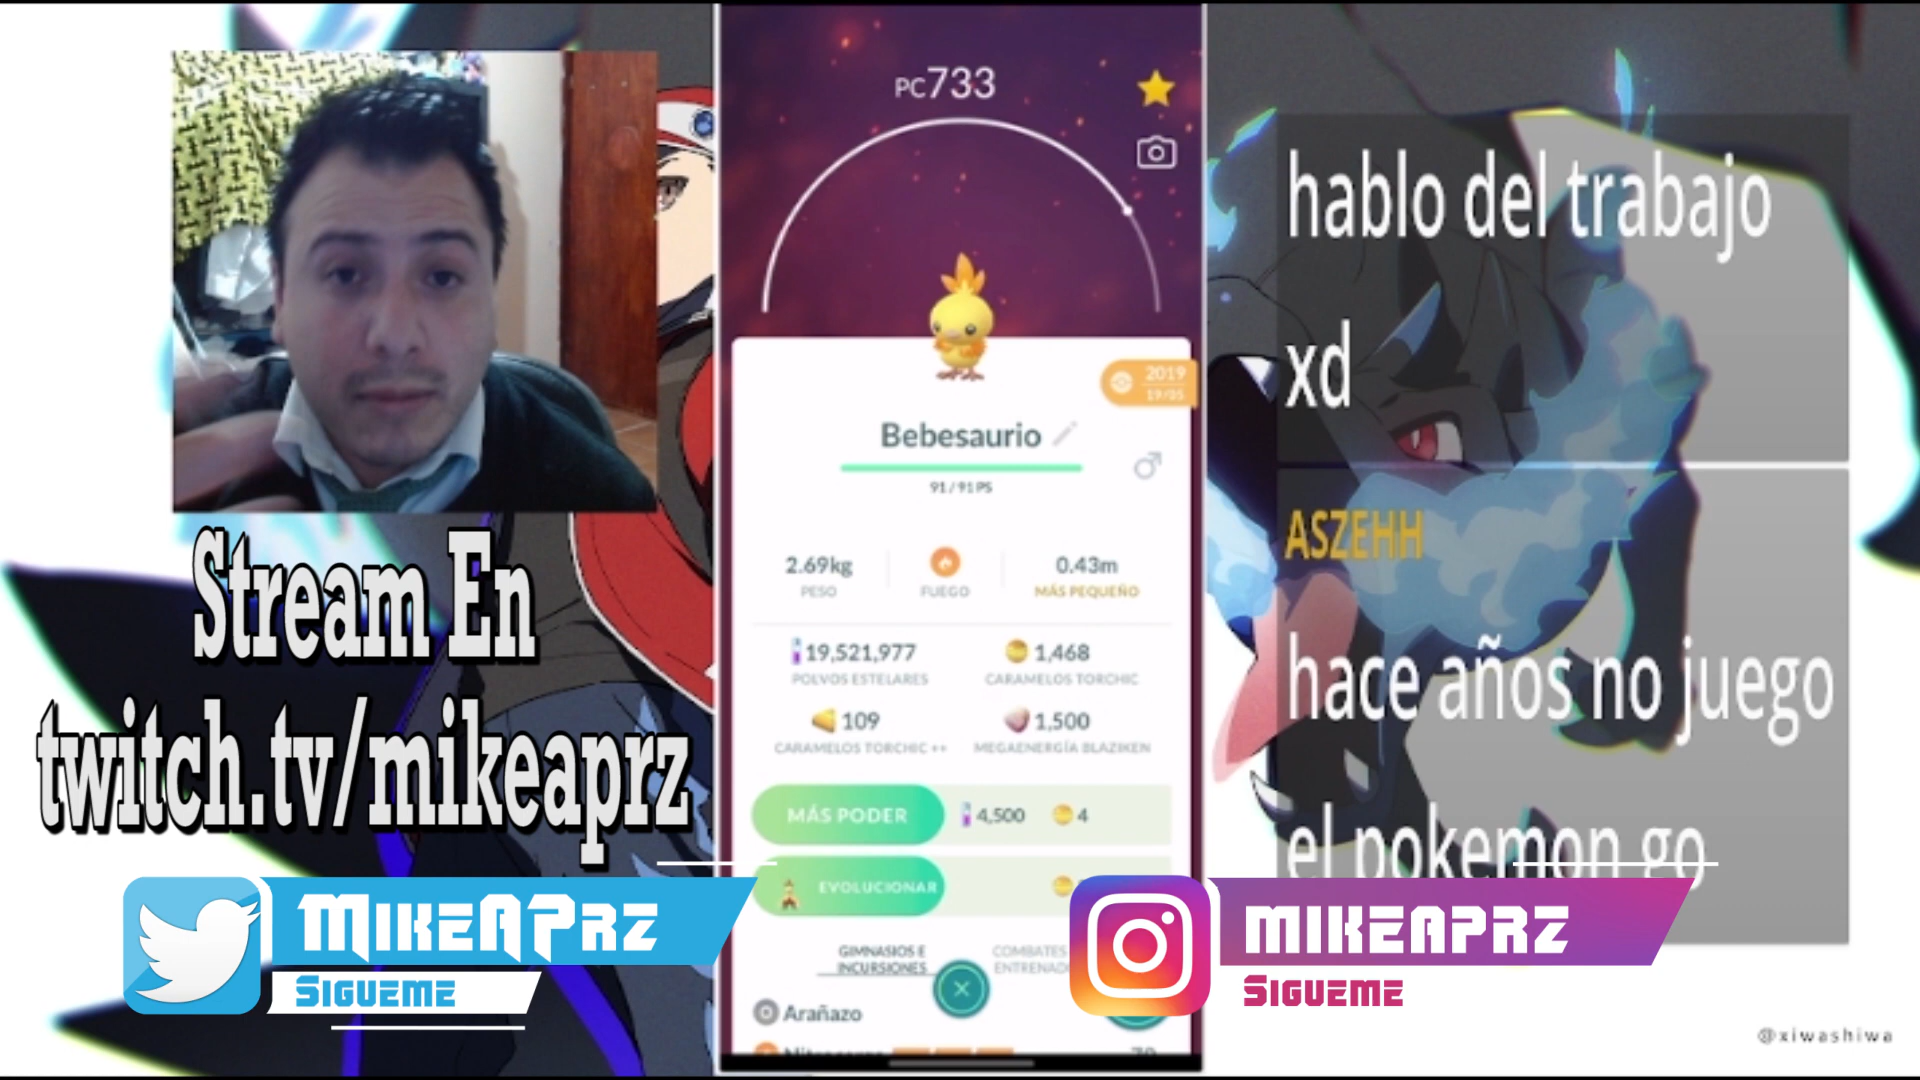 PC733
2019
19/05
Bebesaurio
91/91 PS
2.69kg
PESO
FUEGO
0.43m
MÁS PEQUEÑO
19,521,977
POLVOS ESTELARES
1,468
CARAMELOS TORCHIC
109
CARAMELOS TORCHIC ++
1,500
MEGAENERGÍA BLAZIKEN
MÁS PODER
4,500
4
EVOLUCIONAR
GIMNASIOS E
INCURSIONES
COMBATES
Arañazo
70
Stream En
twitch.tv/mikeaprz
MikeAPrz
Sigueme
mikeaprz
Sigueme
hablo del trabajo
xd
ASZEHH
hace años no juego
el pokemon go
@xiwashiwa